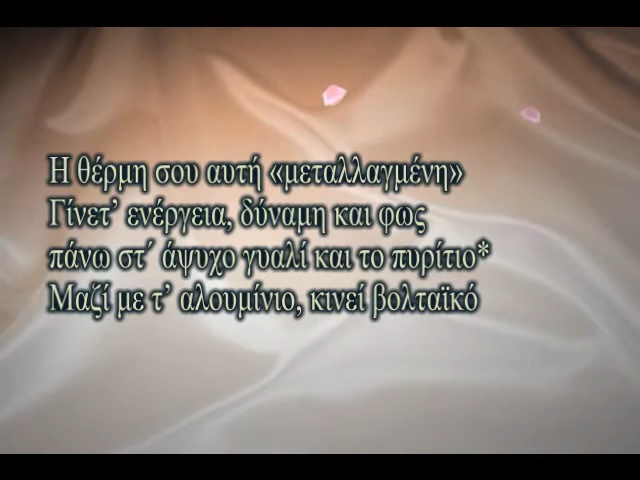 Η θέρμη σου αυτή «μεταλλαγμένη»
Γίνετ’ ενέργεια, δύναμη και φως
πάνω στ΄ άψυχο γυαλί και το πυρίτιο*
Μαζί με τ’ αλουμίνιο, κινεί βολταϊκό